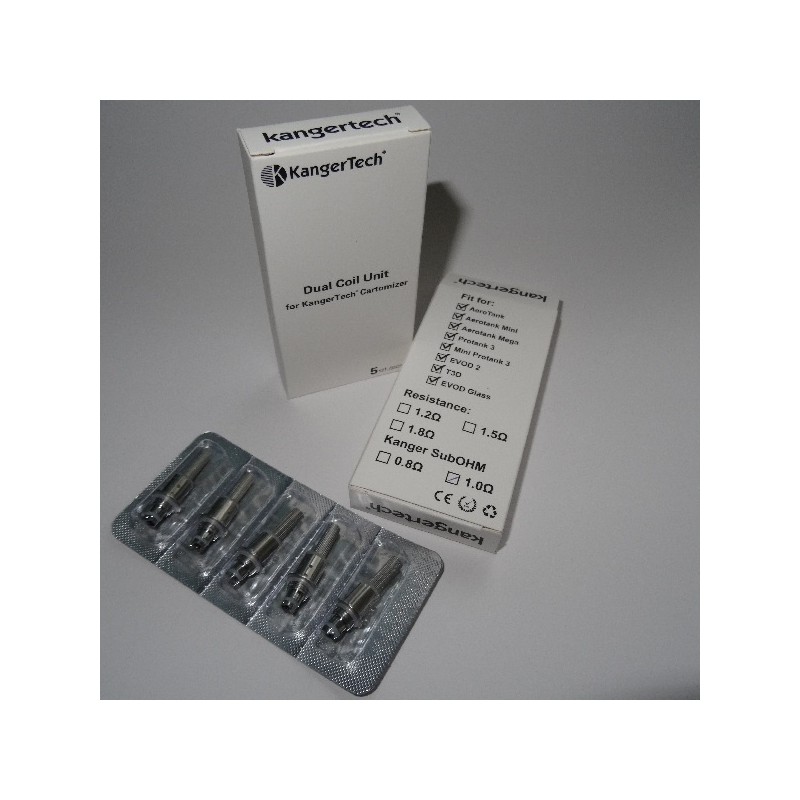 kangertech®
KangerTech®
Dual Coil Unit
for KangerTech® Cartomizer
5
kangertech®
Fit for:
AeroTank
Aerotank Mini
Aerotank Mega
Protank 3
Mini Protank 3
EVOD 2
T3D
EVOD Glass
Resistance:
1.2Ω
1.5Ω
1.8Ω
Kanger SubOHM
0.8Ω
1.0Ω
CE
kangertech®